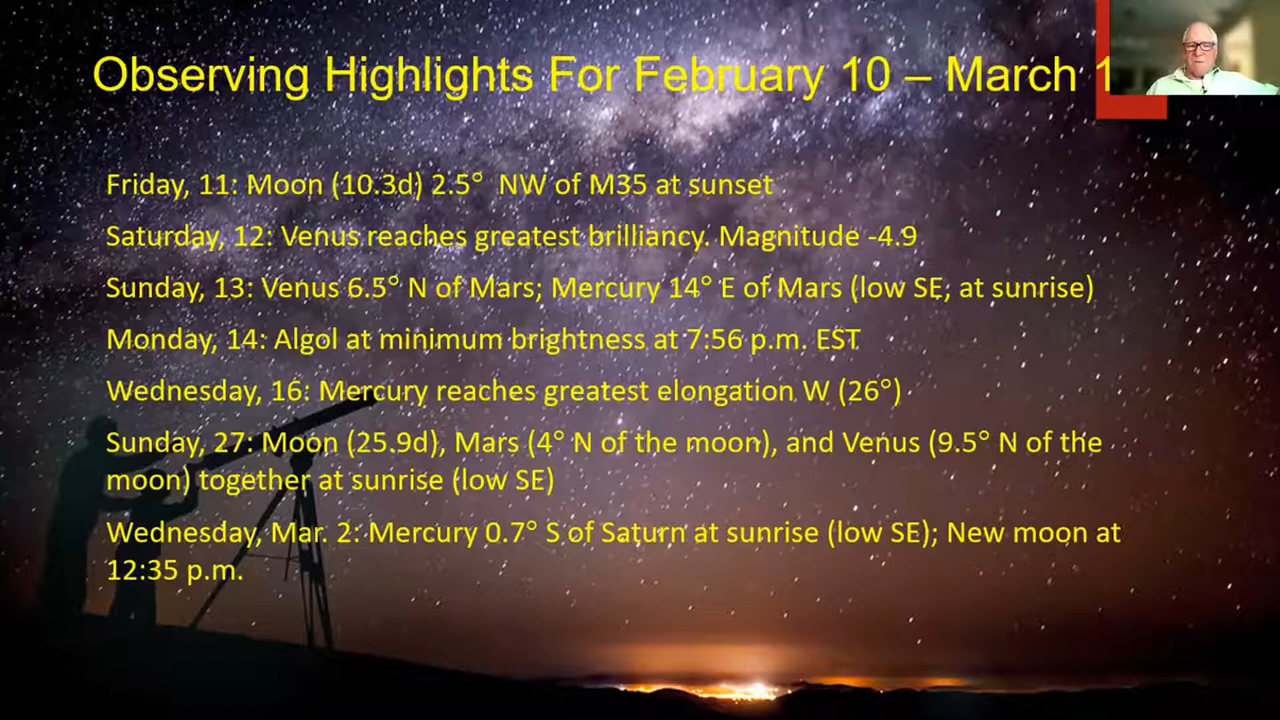 Observing Highlights For February 10 – March 1
Friday, 11: Moon (10.3d) 2.5° NW of M35 at sunset
Saturday, 12: Venus reaches greatest brilliancy. Magnitude -4.9
Sunday, 13: Venus 6.5° N of Mars; Mercury 14° E of Mars (low SE, at sunrise)
Monday, 14: Algol at minimum brightness at 7:56 p.m. EST
Wednesday, 16: Mercury reaches greatest elongation W (26°)
Sunday, 27: Moon (25.9d), Mars (4° N of the moon), and Venus (9.5° N of the
moon) together at sunrise (low SE)
Wednesday, Mar. 2: Mercury 0.7° S of Saturn at sunrise (low SE); New moon at
12:35 p.m.